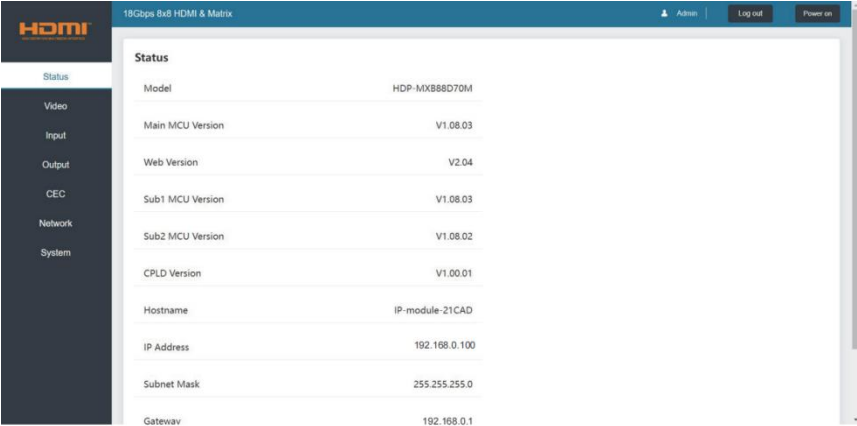 HDMI
18Gbps 8x8 HDMI & Matrix
Admin
Log out
Power on
Status
Video
Input
Output
CEC
Network
System
Status
Model HDP-MXB88D70M
Main MCU Version V1.08.03
Web Version V2.04
Sub1 MCU Version V1.08.03
Sub2 MCU Version V1.08.02
CPLD Version V1.00.01
Hostname IP-module-21CAD
IP Address 192.168.0.100
Subnet Mask 255.255.255.0
Gateway 192.168.0.1